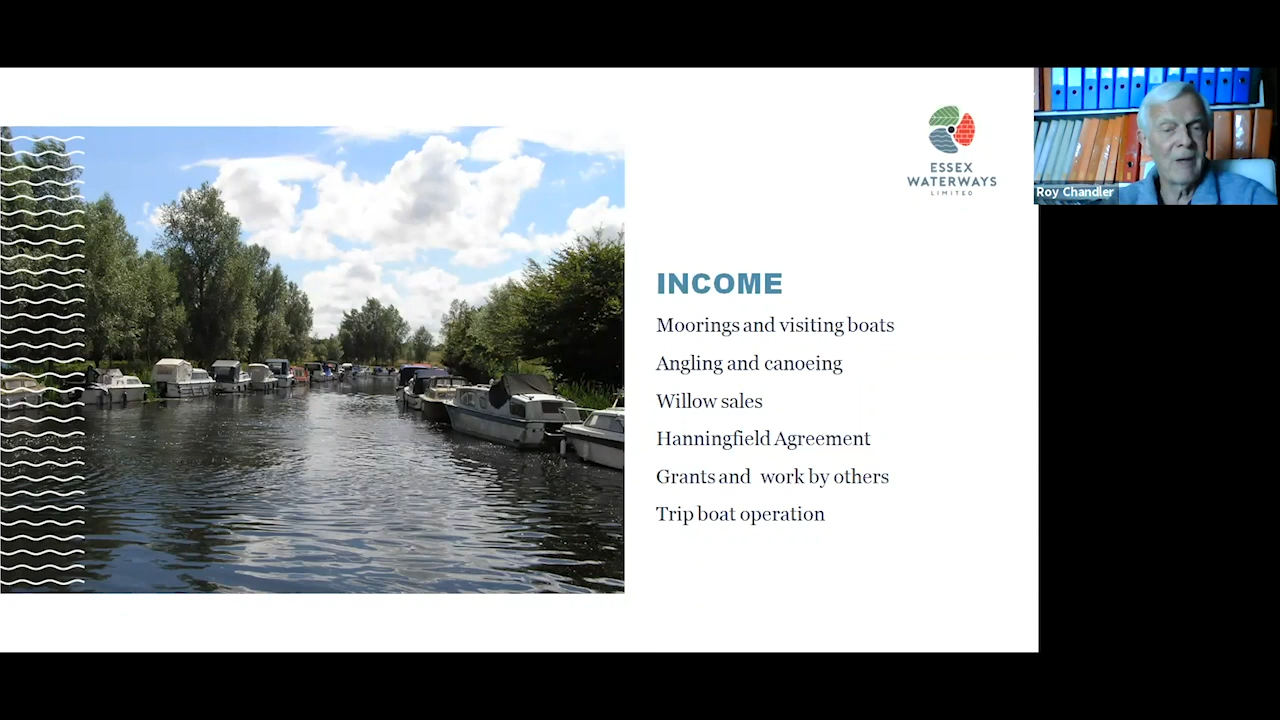 ESSEX
WATERWAYS
LIMITED
Roy Chandler
INCOME
Moorings and visiting boats
Angling and canoeing
Willow sales
Hanningfield Agreement
Grants and  work by others
Trip boat operation